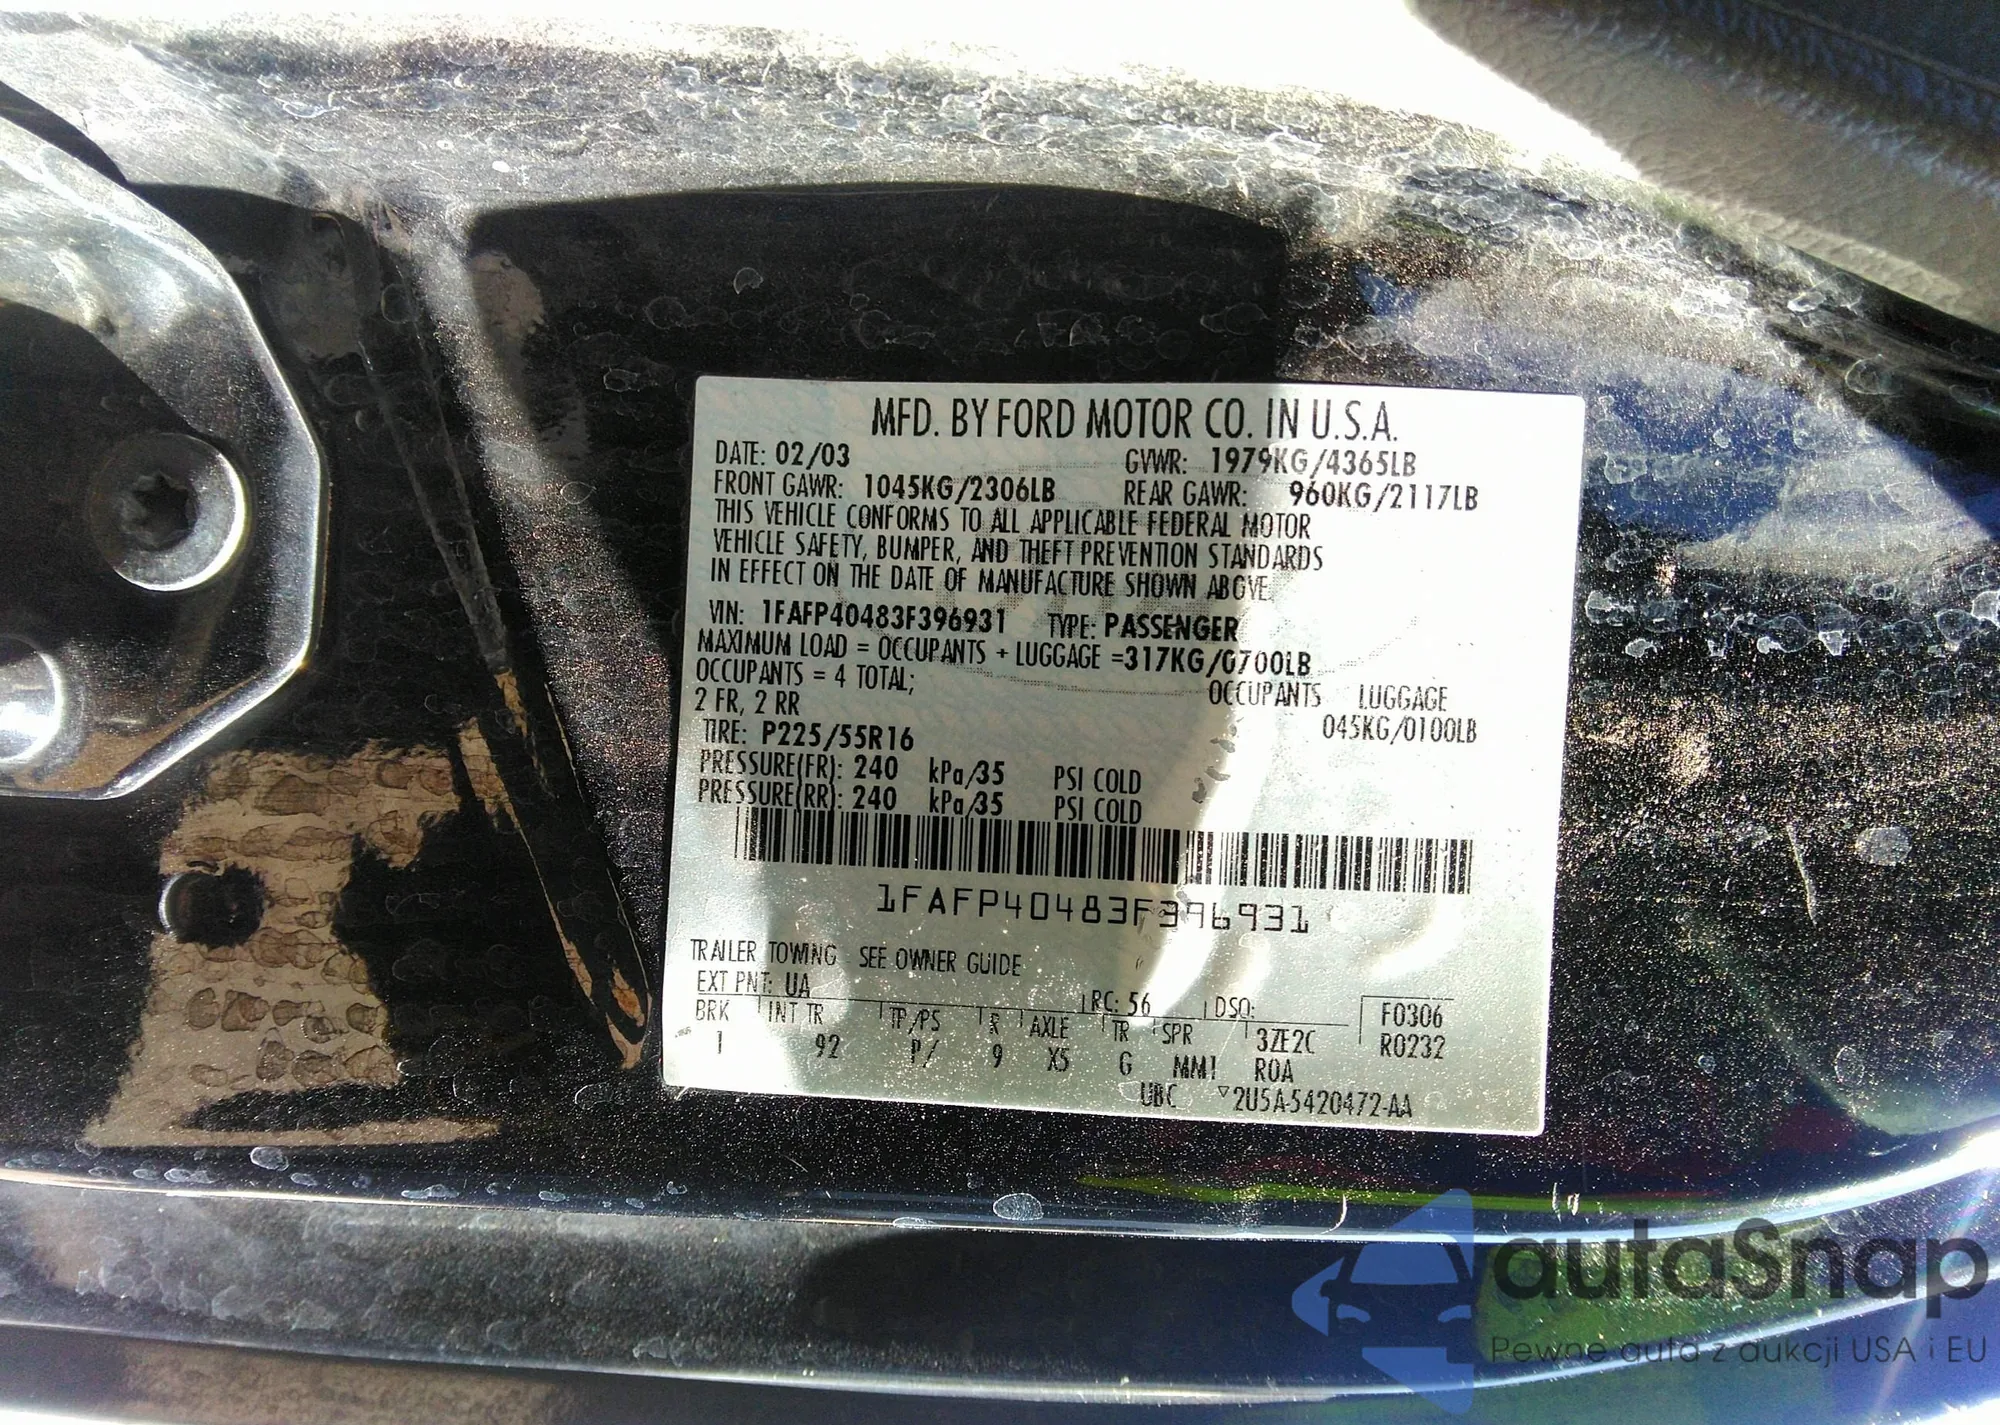 MFD. BY FORD MOTOR CO. IN U.S.A.
DATE: 02/03 GVWR: 1979KG/4365LB
FRONT GAWR: 1045KG/2306LB REAR GAWR: 960KG/2117LB
THIS VEHICLE CONFORMS TO ALL APPLICABLE FEDERAL MOTOR
VEHICLE SAFETY, BUMPER, AND THEFT PREVENTION STANDARDS
IN EFFECT ON THE DATE OF MANUFACTURE SHOWN ABOVE.
VIN: 1FAFP40483F396931 TYPE: PASSENGER
MAXIMUM LOAD = OCCUPANTS + LUGGAGE =317KG/0700LB
OCCUPANTS = 4 TOTAL; OCCUPANTS LUGGAGE
2 FR, 2 RR 045KG/0100LB
TIRE: P225/55R16
PRESSURE(FR): 240 kPa/35 PSI COLD
PRESSURE(RR): 240 kPa/35 PSI COLD
1FAFP40483F396931
TRAILER TOWING SEE OWNER GUIDE
EXT PNT: UA RC: 56 DSO: F0306
BRK INT TR TP/PS R AXLE TR SPR 3ZE2C R0232
1 92 P/ 9 X5 G MM1 ROA
UBC ▽2U5A-5420472-AA
autaSnap
Pewne auta z aukcji USA i EU